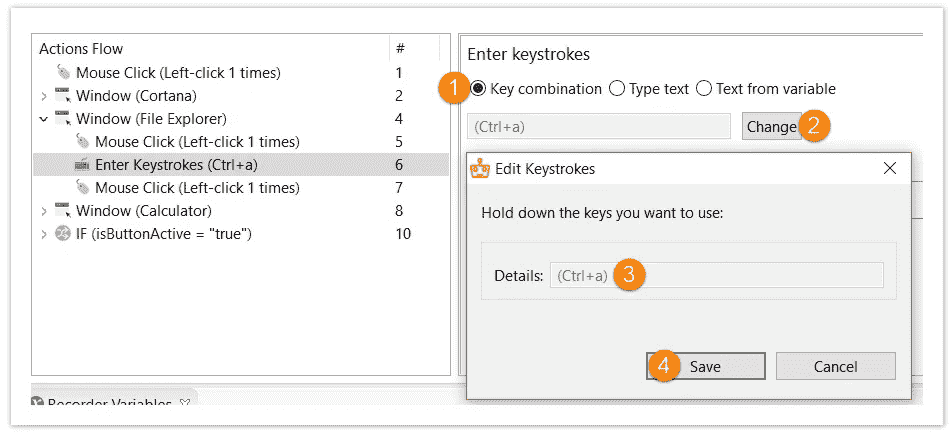 Actions Flow #
Mouse Click (Left-click 1 times) 1
Window (Cortana) 2
Window (File Explorer) 4
Mouse Click (Left-click 1 times) 5
Enter Keystrokes (Ctrl+a) 6
Mouse Click (Left-click 1 times) 7
Window (Calculator) 8
IF (isButtonActive = "true") 10
Enter keystrokes
1 Key combination Type text Text from variable
(Ctrl+a) Change 2
Edit Keystrokes
Hold down the keys you want to use:
Details: (Ctrl+a) 3
4 Save Cancel
Recorder Variables